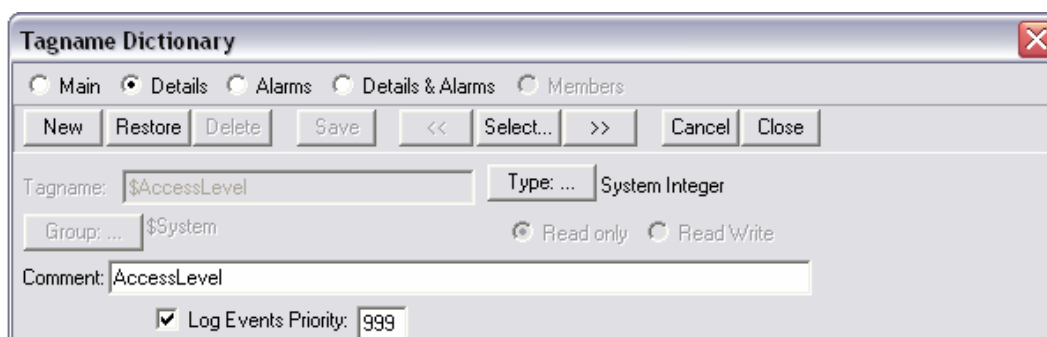 Tagname Dictionary
Main Details Alarms Details & Alarms Members
New Restore Delete Save << Select... >> Cancel Close
Tagname: $AccessLevel Type: ... System Integer
Group: ... $System Read only Read Write
Comment: AccessLevel
Log Events Priority: 999